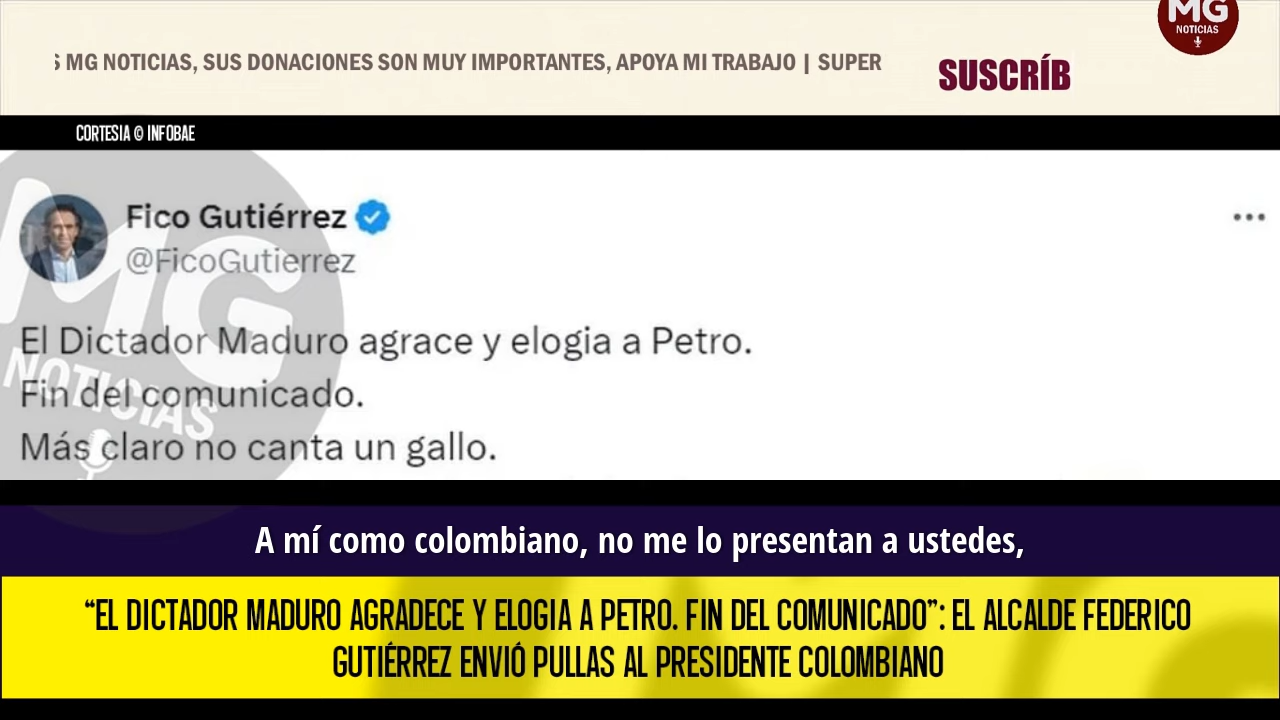 MG
NOTICIAS
S MG NOTICIAS, SUS DONACIONES SON MUY IMPORTANTES, APOYA MI TRABAJO | SUPER
SUSCRÍB
CORTESIA © INFOBAE
Fico Gutiérrez
@FicoGutierrez
El Dictador Maduro agrace y elogia a Petro.
Fin del comunicado.
Más claro no canta un gallo.
MG
NOTICIAS
A mí como colombiano, no me lo presentan a ustedes,
“EL DICTADOR MADURO AGRADECE Y ELOGIA A PETRO. FIN DEL COMUNICADO”: EL ALCALDE FEDERICO
GUTIÉRREZ ENVIÓ PULLAS AL PRESIDENTE COLOMBIANO